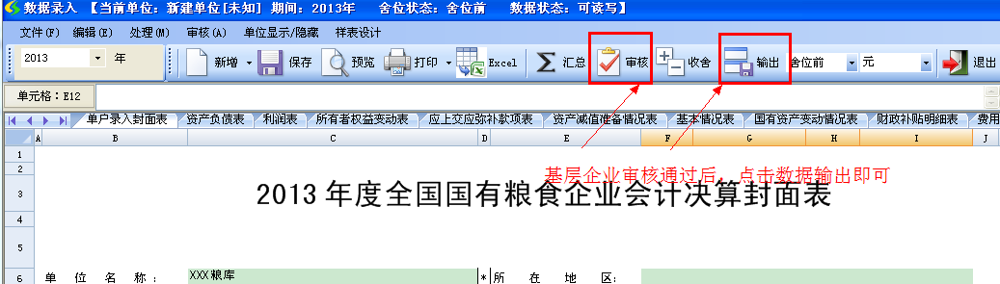 数据录入 【当前单位：新建单位[未知] 期间：2013年 舍位状态：舍位前 数据状态：可读写】
文件(F) 编辑(E) 处理(M) 审核(A) 单位显示/隐藏 样表设计
2013 年 新增 保存 预览 打印 Excel Σ 汇总 审核 收舍 输出 舍位前 元 退出
单元格：E12
单户录入封面表 资产负债表 利润表 所有者权益变动表 应上交应弥补款项表 资产减值准备情况表 基本情况表 国有资产变动情况表 财政补贴明细表 费用
A B C D E F G H I J
1
基层企业审核通过后，点击数据输出即可
2
3 2013年度全国国有粮食企业会计决算封面表
4
5
6 单位名称： XXX粮库 * 所在地区：